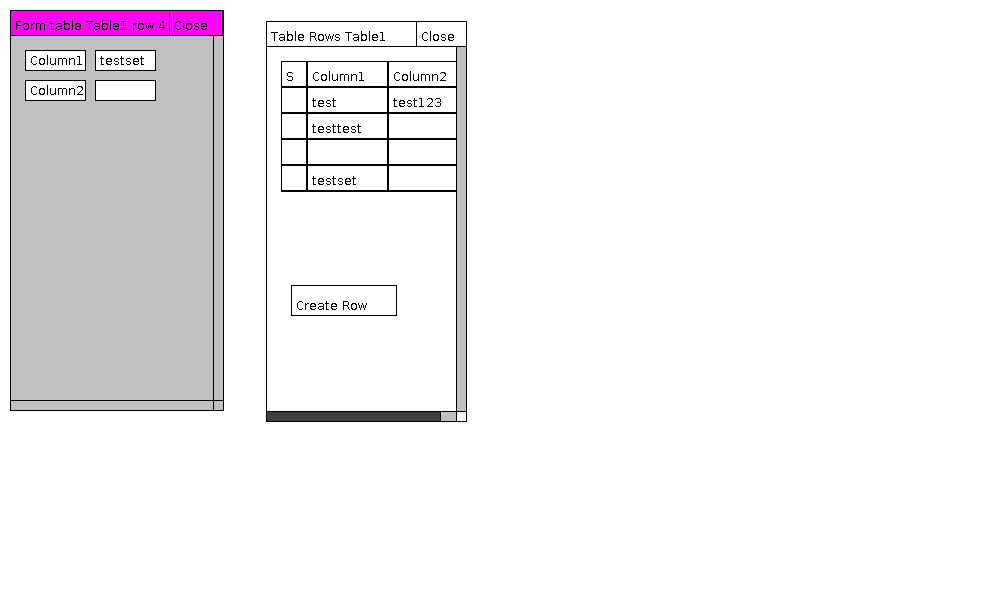 Form table Table1 row 4 Close
Column1 testset
Column2
Table Rows Table1 Close
S Column1 Column2
test test123
testtest
testset
Create Row